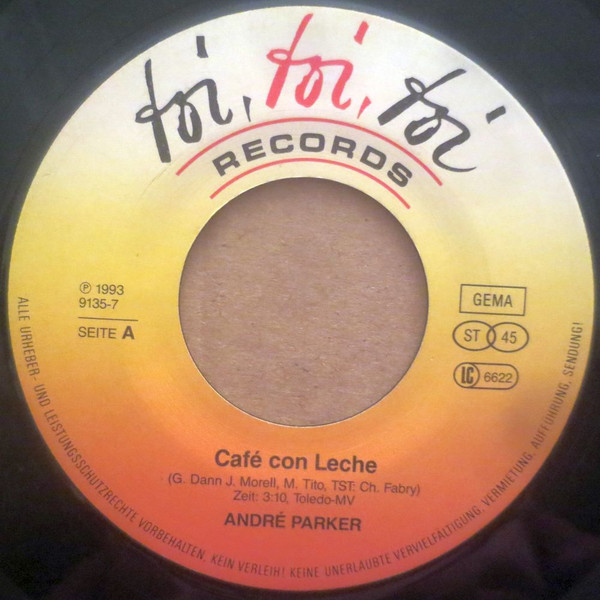 toi, toi, toi
RECORDS
℗ 1993
9135-7
SEITE A
GEMA
ST 45
LC 6622
Café con Leche
(G. Dann J. Morell, M. Tito, TST: Ch. Fabry)
Zeit: 3:10, Toledo-MV
ANDRÉ PARKER
ALLE URHEBER- UND LEISTUNGSSCHUTZRECHTE VORBEHALTEN. KEIN VERLEIH! KEINE UNERLAUBTE VERVIELFÄLTIGUNG, VERMIETUNG, AUFFÜHRUNG, SENDUNG!